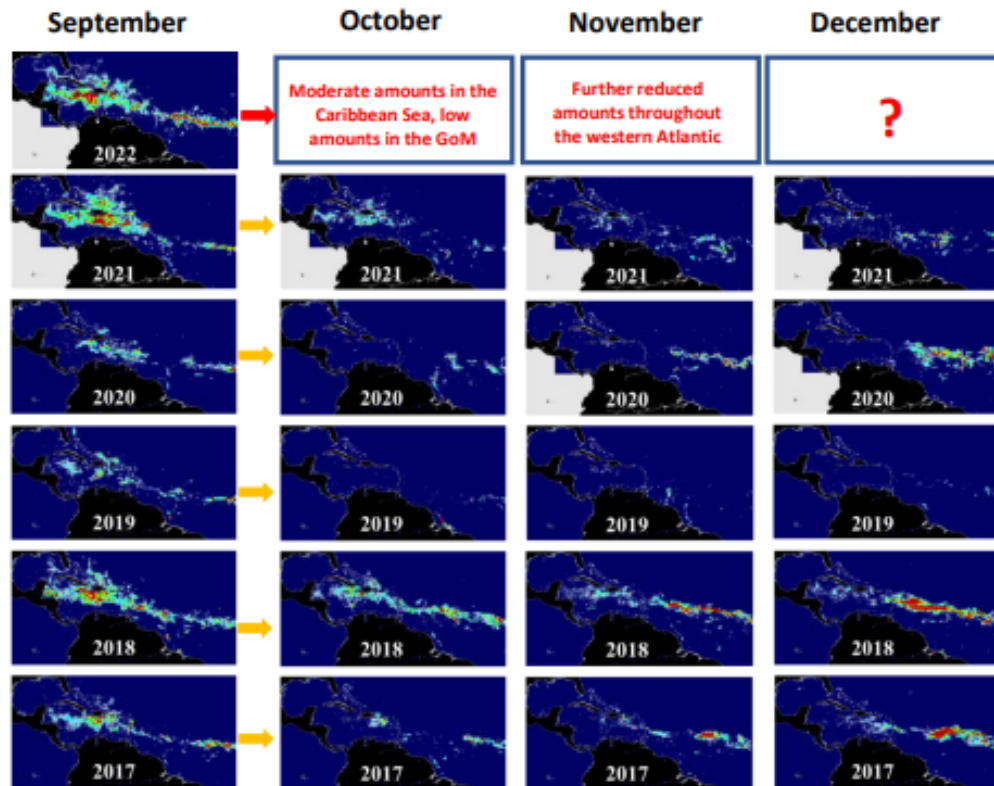 September
October
November
December
2022
Moderate amounts in the
Caribbean Sea, low
amounts in the GoM
Further reduced
amounts throughout
the western Atlantic
?
2021
2021
2021
2021
2020
2020
2020
2020
2019
2019
2019
2019
2018
2018
2018
2018
2017
2017
2017
2017